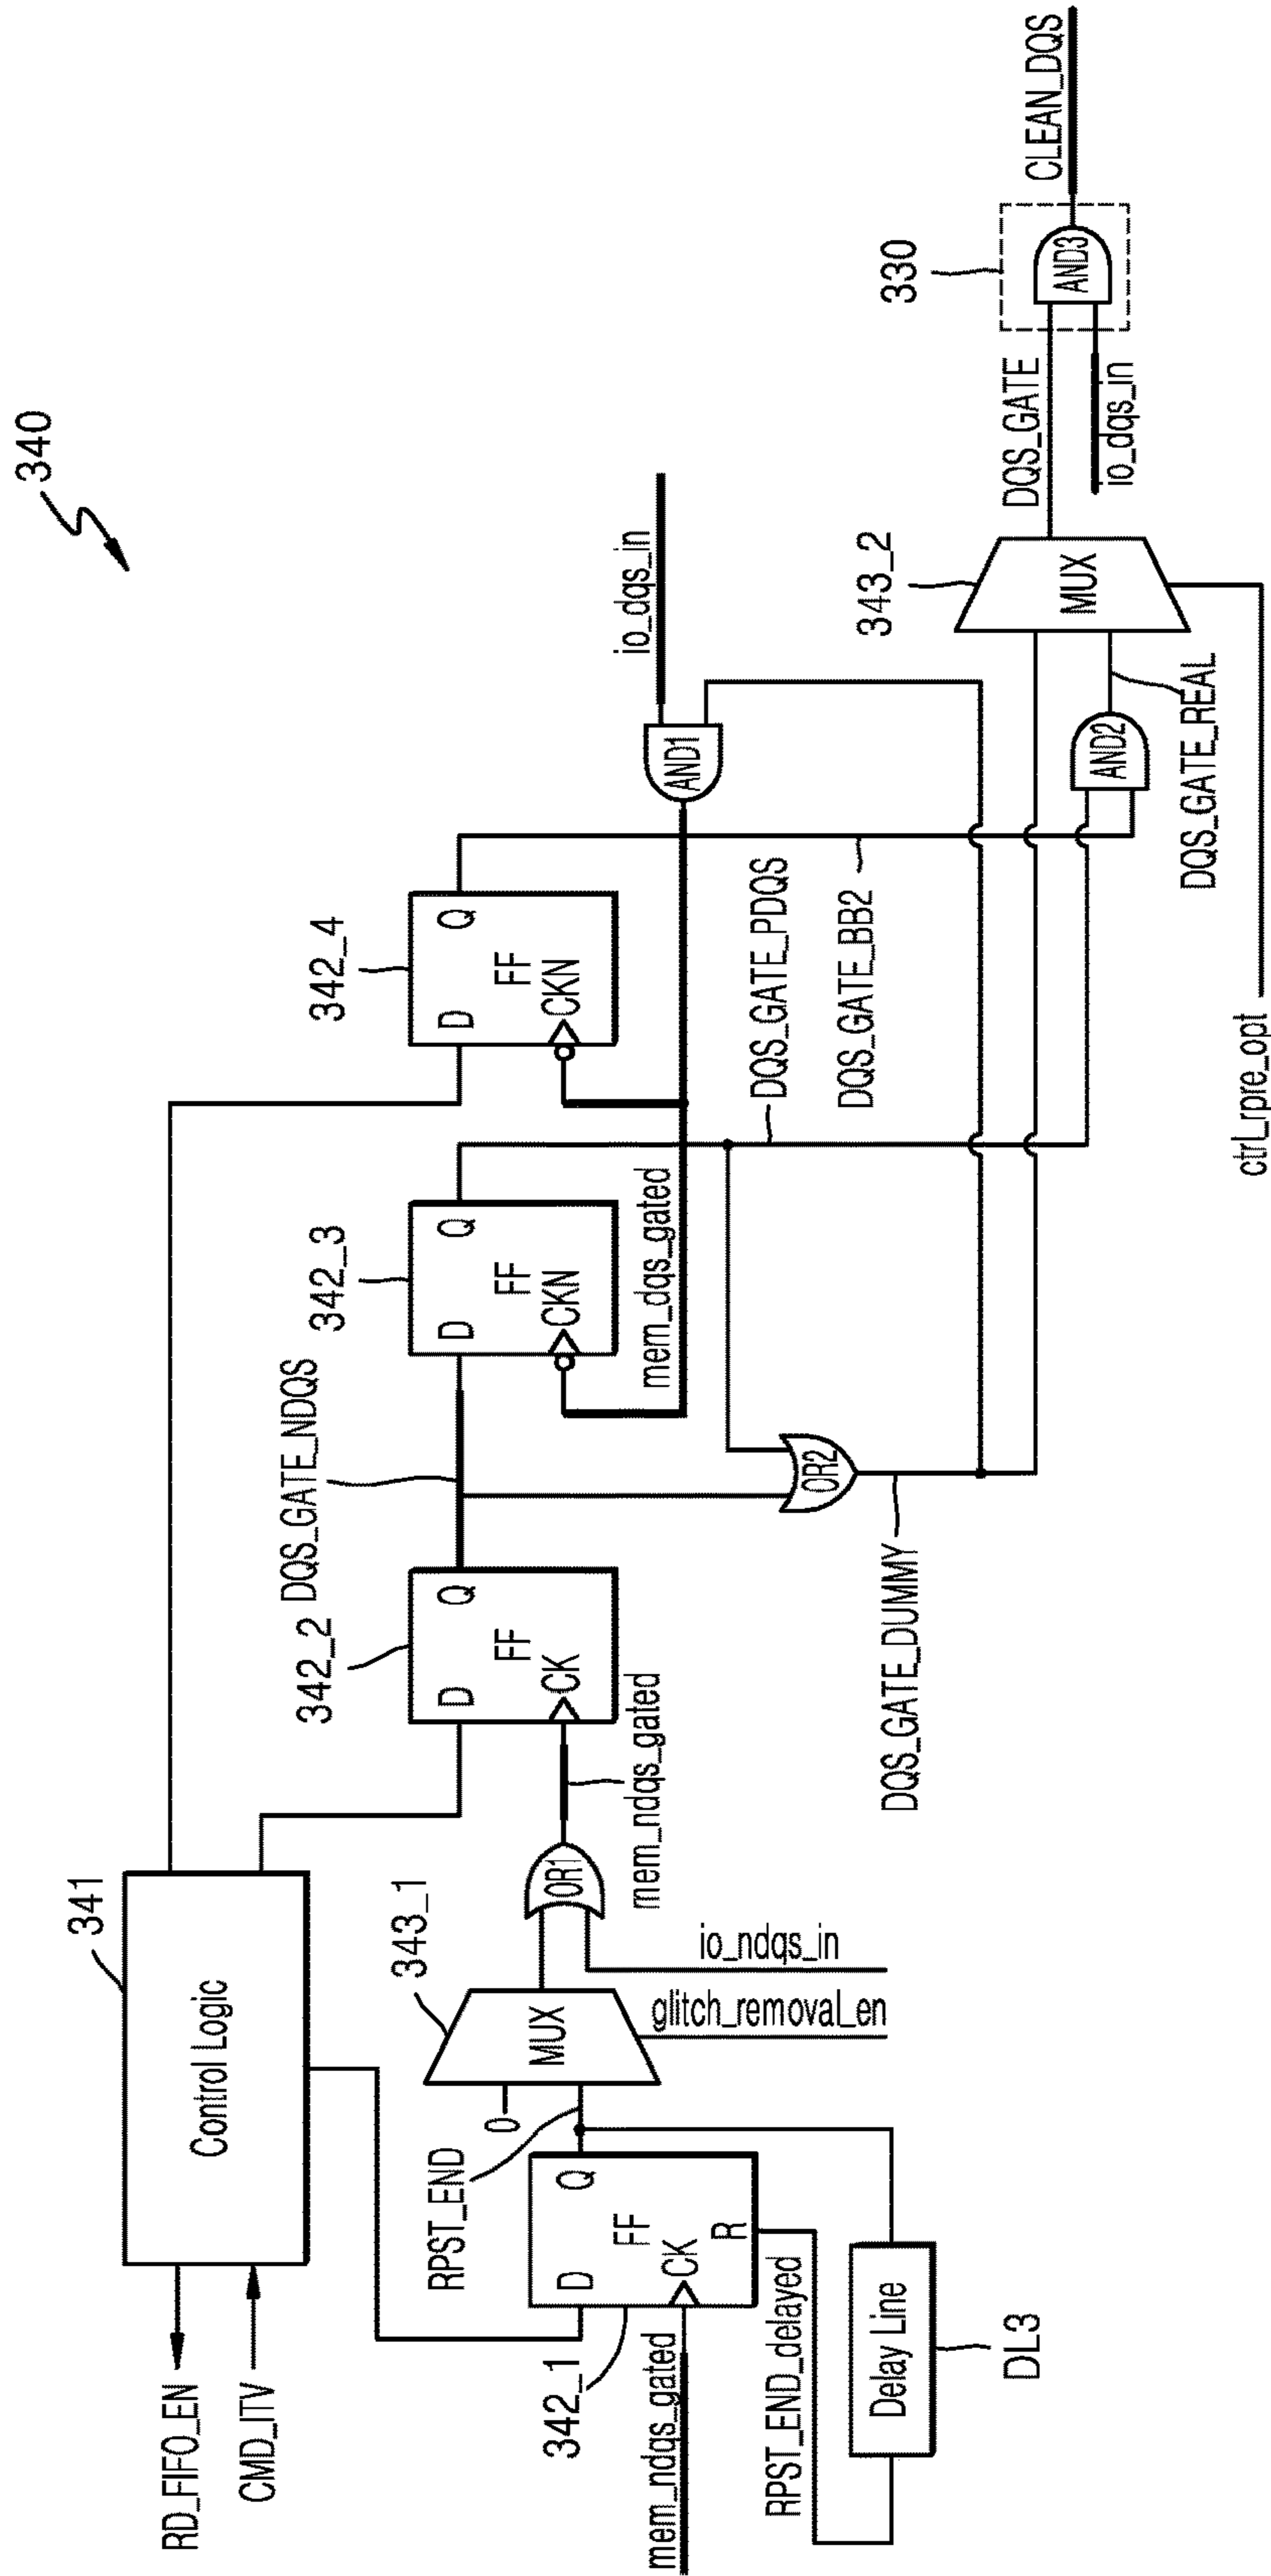 340
341
Control Logic
RD_FIFO_EN
CMD_ITV
342_1
D
Q
FF
CK
R
mem_ndqs_gated
RPST_END
RPST_END_delayed
Delay Line
DL3
0
MUX
343_1
glitch_removal_en
io_ndqs_in
OR1
mem_ndqs_gated
342_2
D
Q
FF
CK
DQS_GATE_NDQS
342_3
D
Q
FF
CKN
mem_dqs_gated
342_4
D
Q
FF
CKN
io_dqs_in
AND1
OR2
DQS_GATE_DUMMY
DQS_GATE_PDQS
DQS_GATE_BB2
AND2
DQS_GATE_REAL
ctrl_rpre_opt
343_2
MUX
DQS_GATE
io_dqs_in
330
AND3
CLEAN_DQS